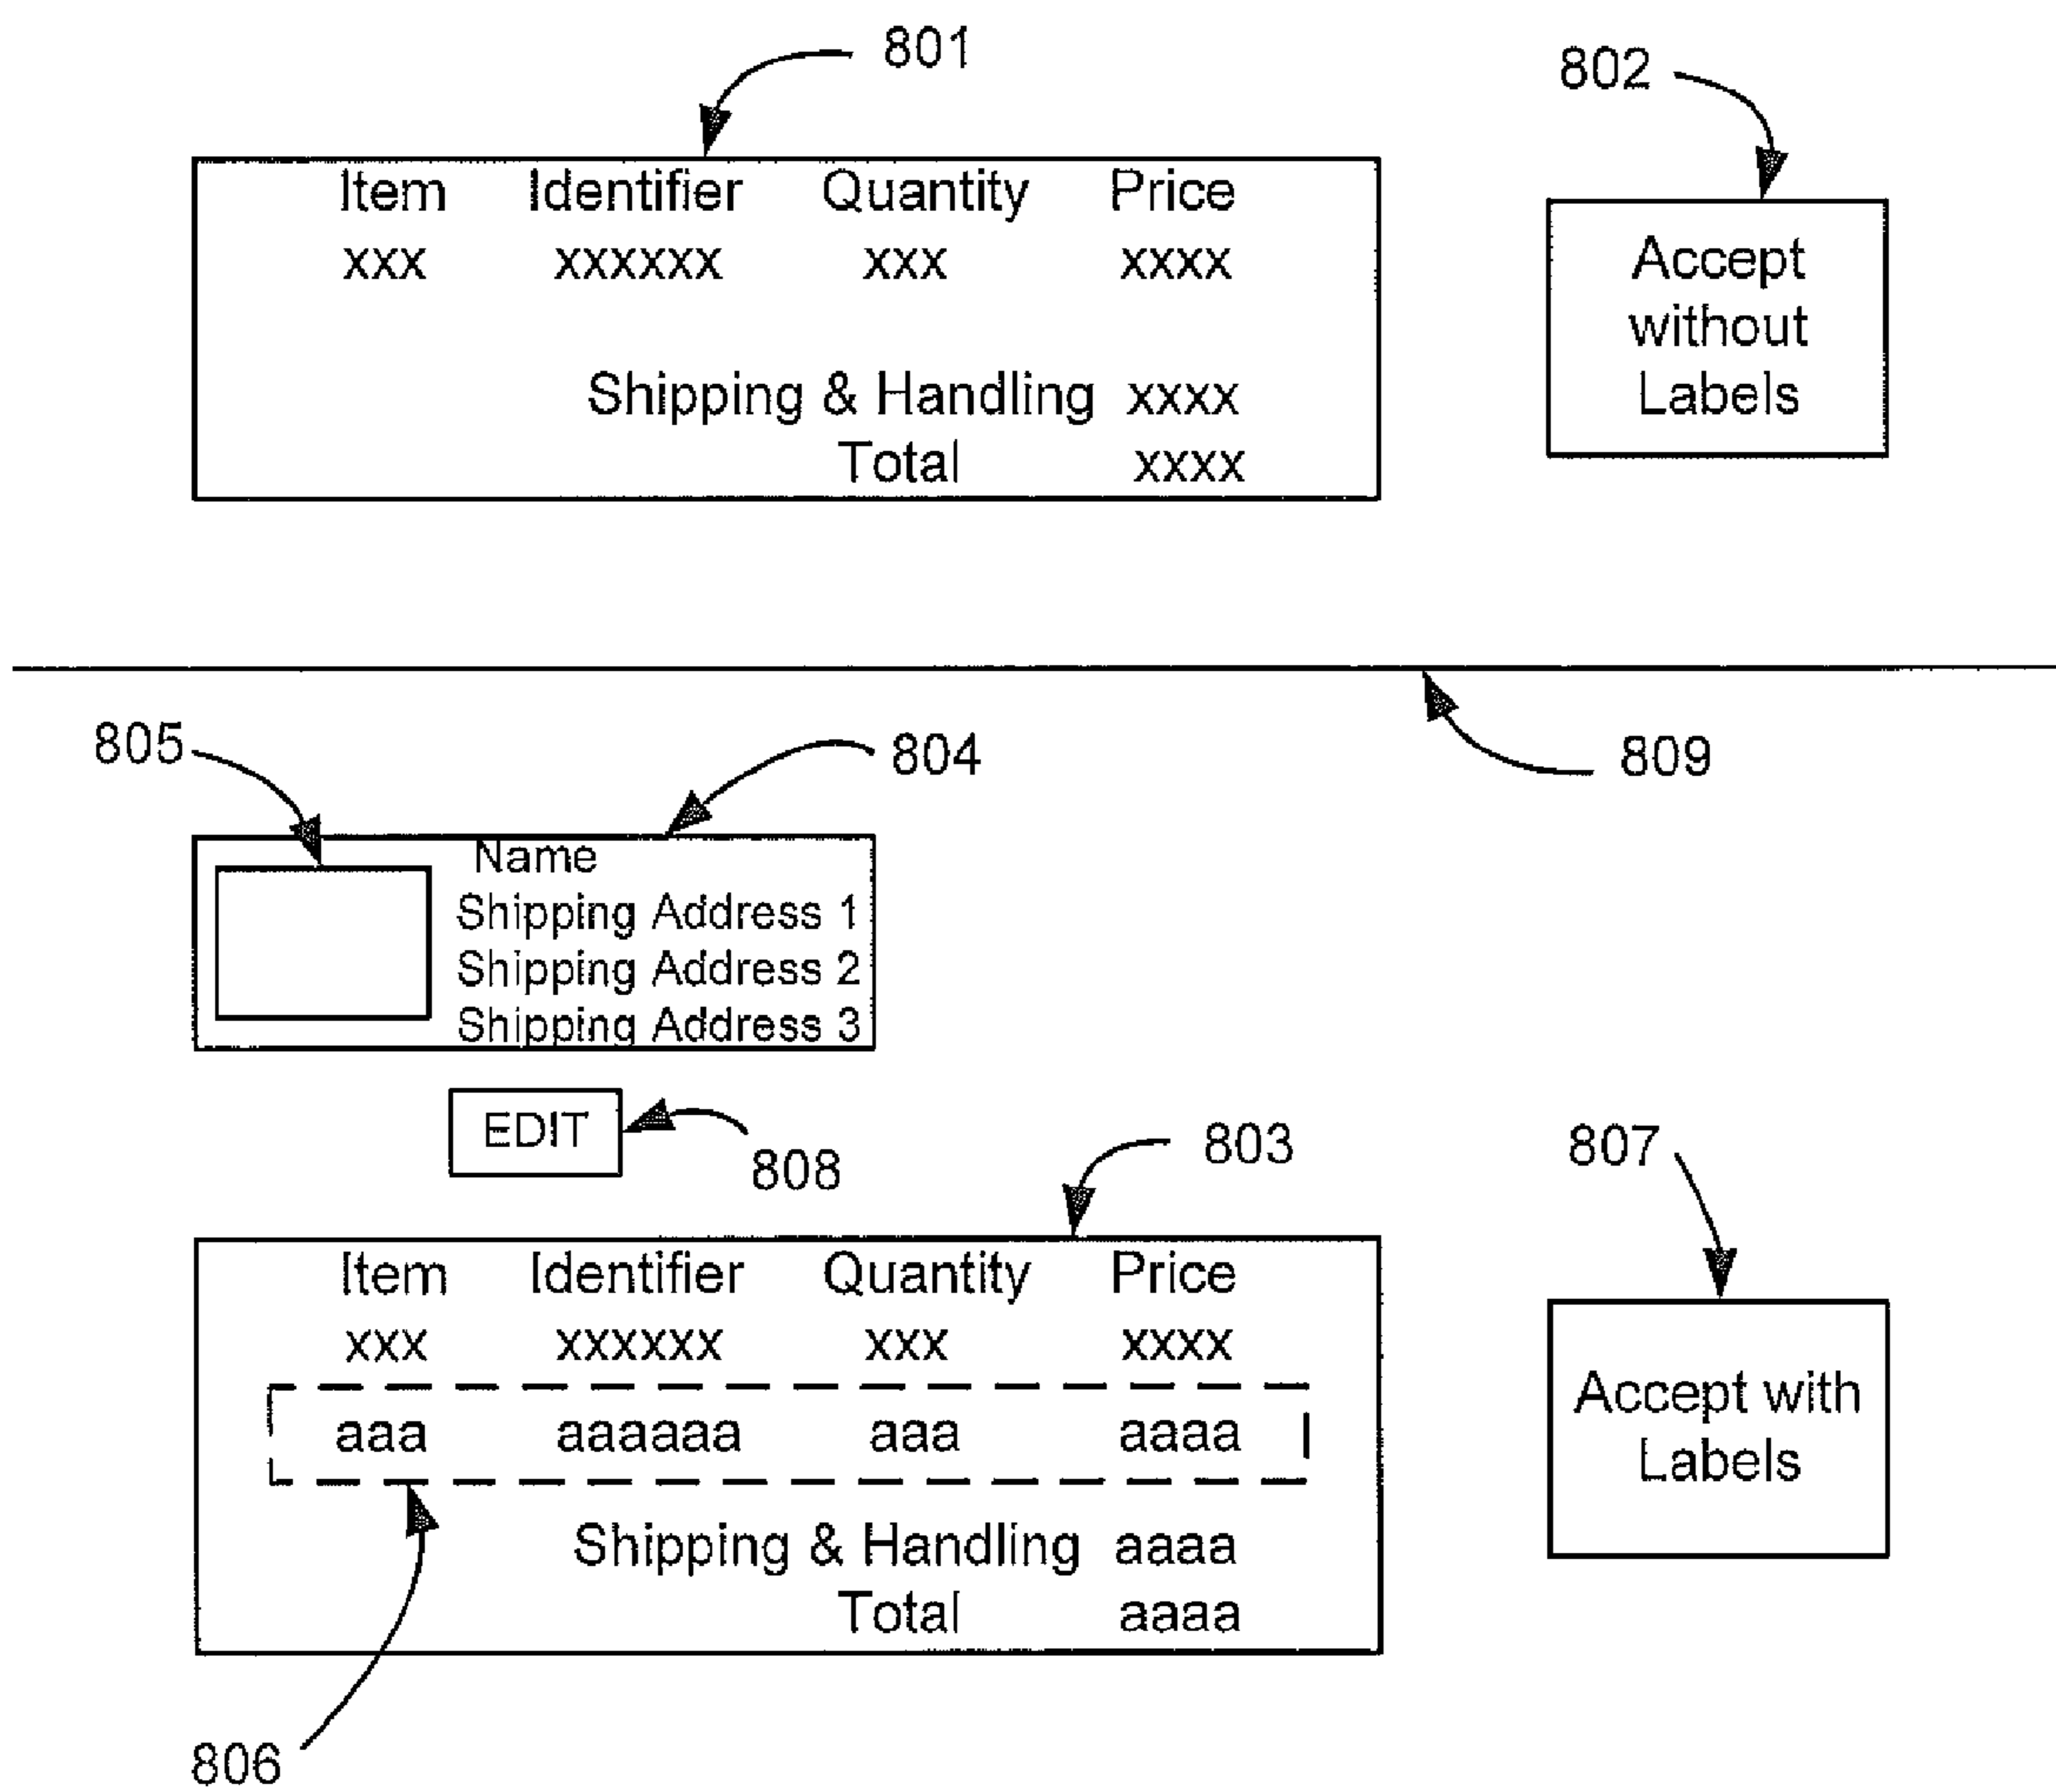 801
802
Item Identifier Quantity Price
xxx xxxxxx xxx xxxx
Shipping & Handling xxxx
Total xxxx
Accept
without
Labels
809
805
804
Name
Shipping Address 1
Shipping Address 2
Shipping Address 3
EDIT
808
803
807
Item Identifier Quantity Price
xxx xxxxxx xxx xxxx
aaa aaaaaa aaa aaaa
Shipping & Handling aaaa
Total aaaa
Accept with
Labels
806